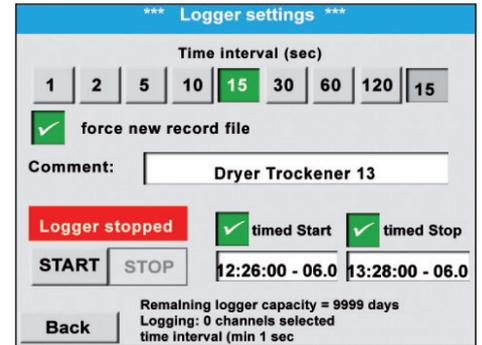 *** Logger settings ***
Time interval (sec)
1 2 5 10 15 30 60 120 15
force new record file
Comment: Dryer Trockener 13
Logger stopped timed Start timed Stop
START STOP 12:26:00 - 06.0 13:28:00 - 06.0
Remaining logger capacity = 9999 days
Back Logging: 0 channels selected
time interval (min 1 sec